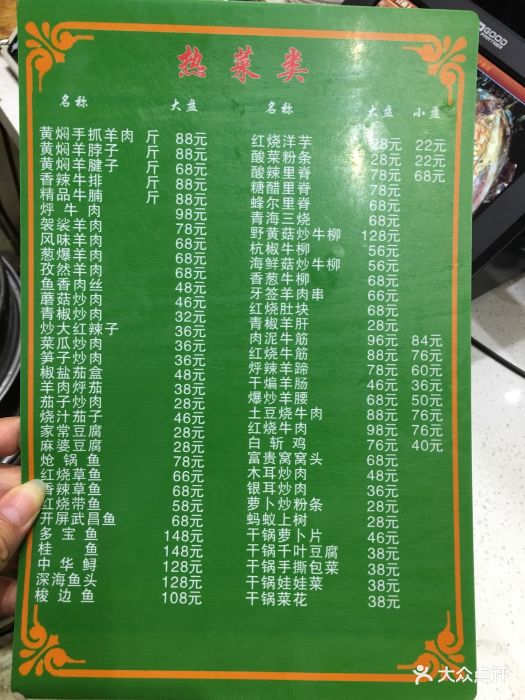 热菜类
名称 大盘
黄焖手抓羊肉 斤 88元
黄焖羊脖子 斤 88元
黄焖羊腱子 斤 68元
香辣牛排 斤 88元
精品牛腩 斤 88元
烀牛肉 98元
袈裟羊肉 78元
风味羊肉 68元
葱爆羊肉 68元
孜然羊肉 68元
鱼香肉丝 48元
蘑菇炒肉 46元
青椒炒肉 32元
炒大红辣子 36元
菜瓜炒肉 36元
笋子炒肉 36元
椒盐茄盒 48元
羊肉烀茄 38元
茄子炒肉 28元
烧汁茄子 46元
家常豆腐 28元
麻婆豆腐 28元
炝锅鱼 78元
红烧草鱼 66元
香辣草鱼 68元
红烧带鱼 58元
开屏武昌鱼 68元
多宝鱼 148元
桂鱼 148元
中华鲟 128元
深海鱼头 128元
梭边鱼 108元
名称 大盘 小盘
红烧洋芋 28元 22元
酸菜粉条 28元 22元
酸辣里脊 78元 68元
糖醋里脊 78元
蜂尔里脊 68元
青海三烧 68元
野黄菇炒牛柳 128元
杭椒牛柳 56元
海鲜菇炒牛柳 56元
香葱牛柳 68元
牙签羊肉串 66元
红烧肚块 68元
青椒羊肝 28元
肉泥牛筋 96元 84元
红烧牛筋 88元 76元
烀辣羊蹄 78元 60元
干煸羊肠 46元 36元
爆炒羊腰 68元 50元
土豆烧牛肉 88元 76元
红烧牛肉 98元 76元
白斩鸡 76元 40元
富贵窝窝头 68元
木耳炒肉 48元
银耳炒肉 36元
萝卜炒粉条 28元
蚂蚁上树 28元
干锅萝卜片 46元
干锅千叶豆腐 38元
干锅手撕包菜 38元
干锅娃娃菜 38元
干锅菜花 38元
GOOD
PARTNER
大众点评